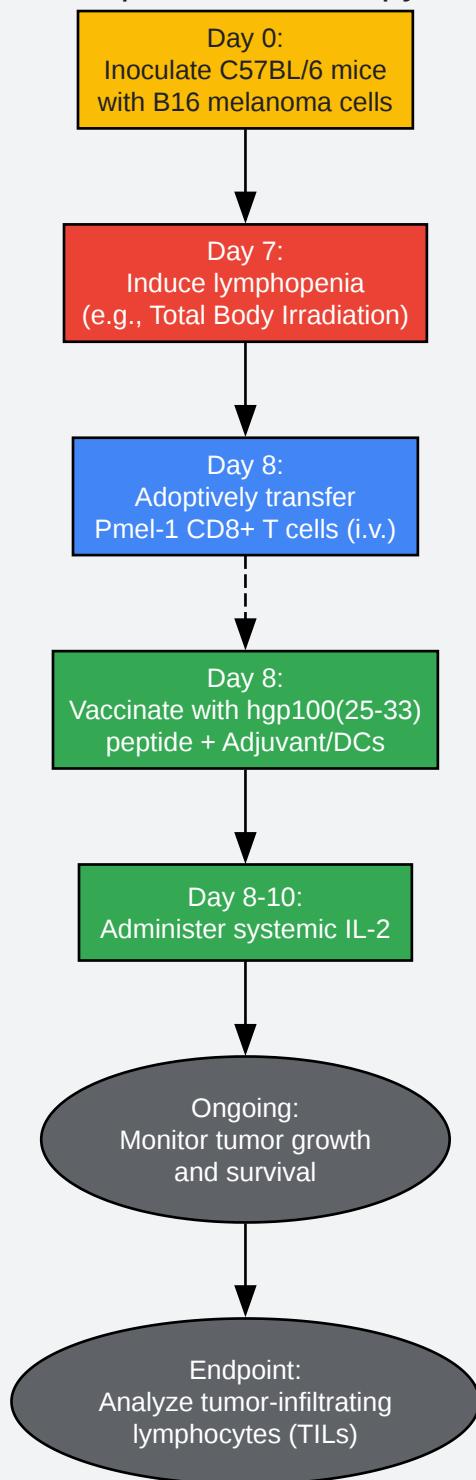 Day 0:
Inoculate C57BL/6 mice
with B16 melanoma cells
Day 7:
Induce lymphopenia
(e.g., Total Body Irradiation)
Day 8:
Adoptively transfer
Pmel-1 CD8+ T cells (i.v.)
Day 8:
Vaccinate with hgp100(25-33)
peptide + Adjuvant/DCs
Day 8-10:
Administer systemic IL-2
Ongoing:
Monitor tumor growth
and survival
Endpoint:
Analyze tumor-infiltrating
lymphocytes (TILs)